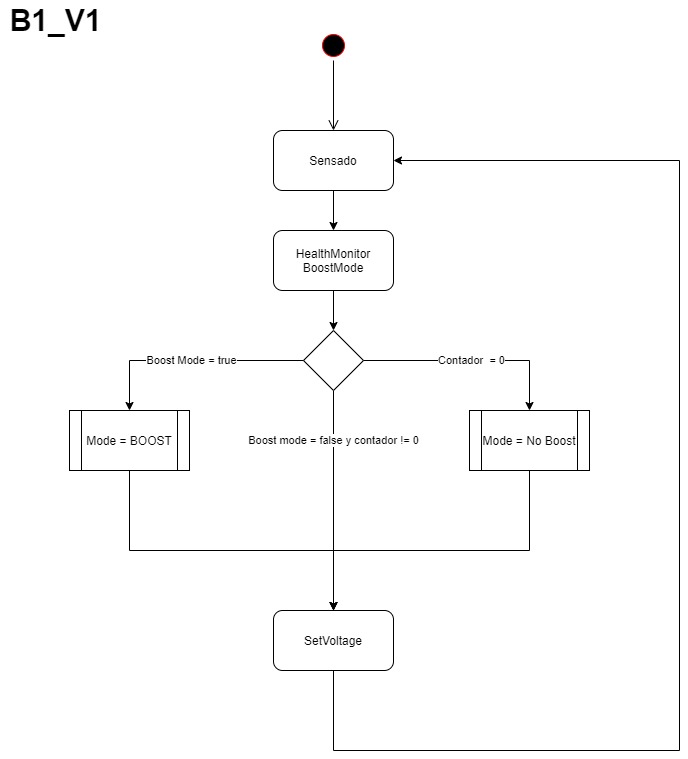 B1_V1
Sensado
HealthMonitor
BoostMode
Boost Mode = true
Contador = 0
Mode = BOOST
Boost mode = false y contador != 0
Mode = No Boost
SetVoltage